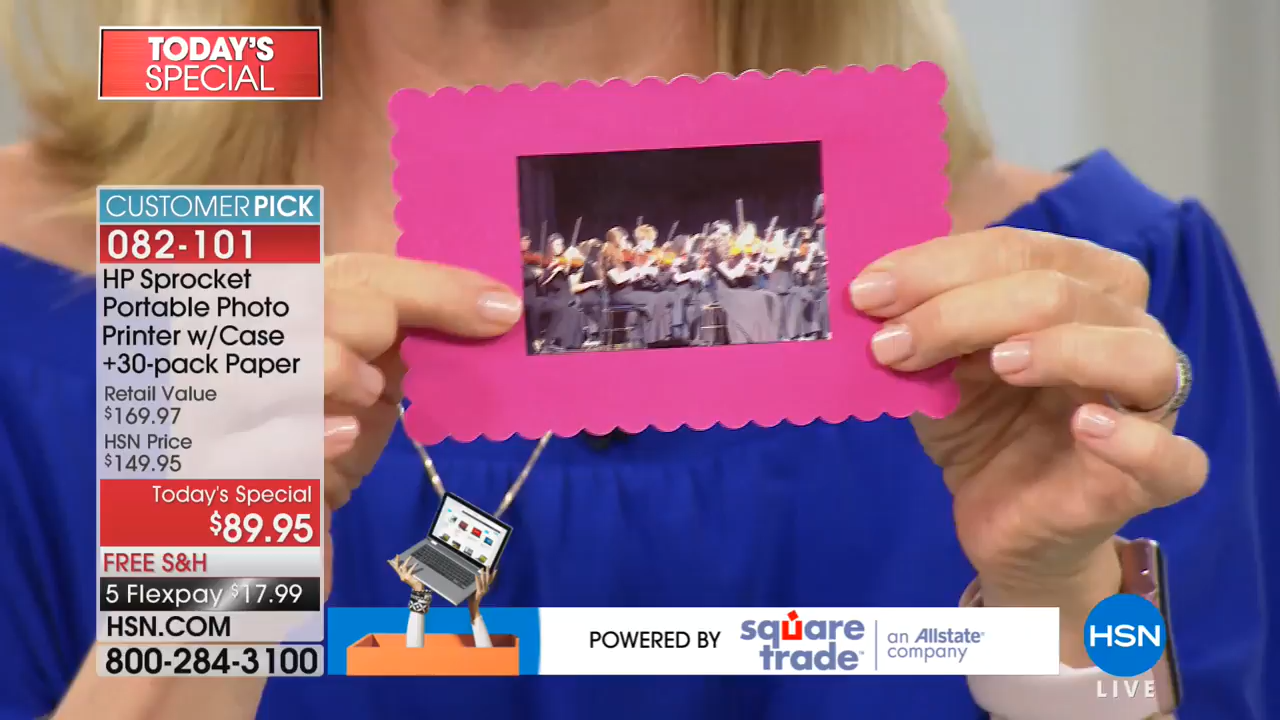 TODAY'S
SPECIAL
CUSTOMER PICK
082-101
HP Sprocket
Portable Photo
Printer w/Case
+30-pack Paper
Retail Value
$169.97
HSN Price
$149.95
Today's Special
$89.95
FREE S&H
5 Flexpay $17.99
HSN.COM
800-284-3100
POWERED BY
square
trade™
an Allstate®
company
HSN
LIVE